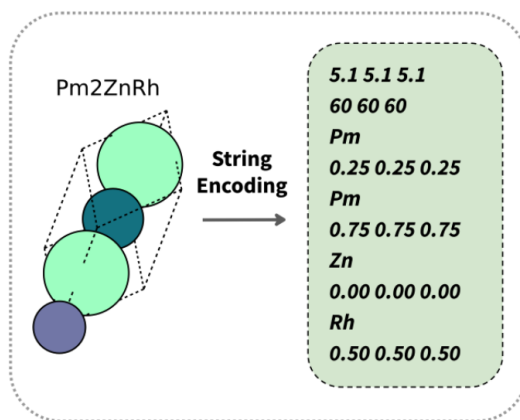 Pm2ZnRh
String
Encoding
5.1 5.1 5.1
60 60 60
Pm
0.25 0.25 0.25
Pm
0.75 0.75 0.75
Zn
0.00 0.00 0.00
Rh
0.50 0.50 0.50